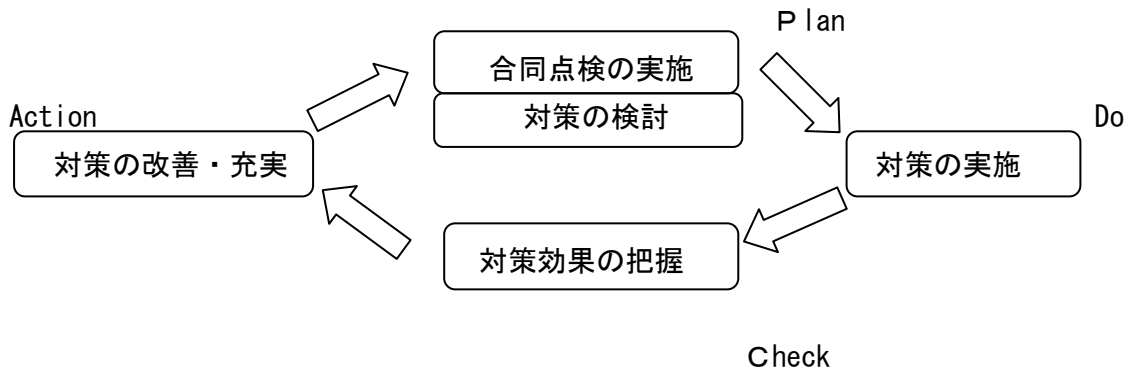 Ｐlan
合同点検の実施
対策の検討
Action
Do
対策の改善・充実
対策の実施
対策効果の把握
Ｃheck